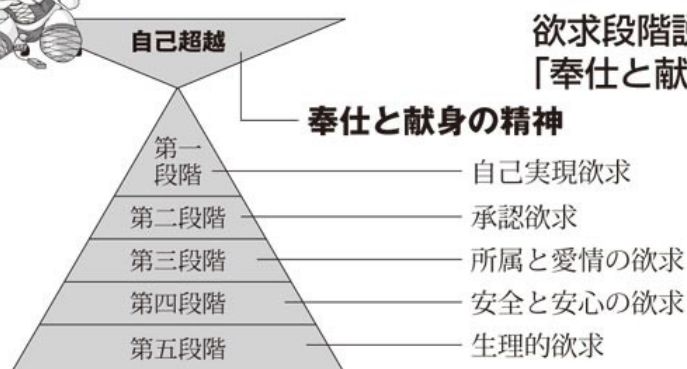 欲求段階説
「奉仕と献
自己超越
奉仕と献身の精神
第一
段階
自己実現欲求
第二段階
承認欲求
第三段階
所属と愛情の欲求
第四段階
安全と安心の欲求
第五段階
生理的欲求